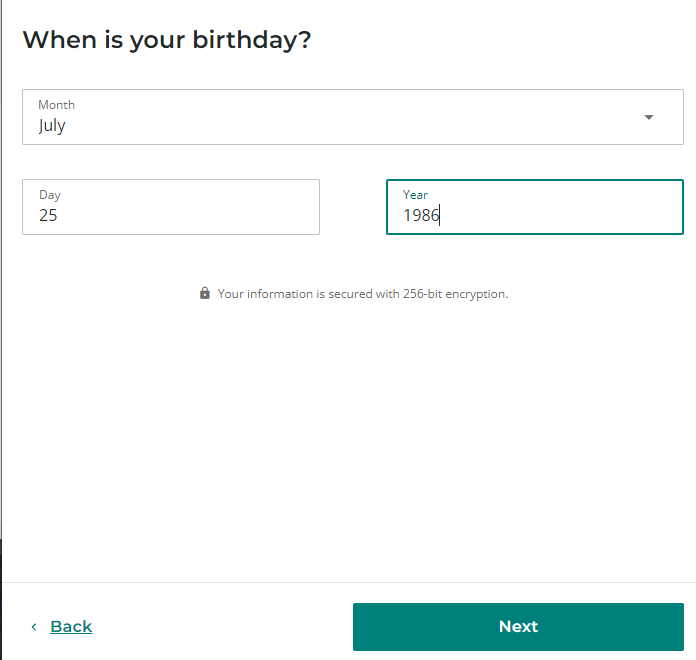 When is your birthday?
Month
July
Day
25
Year
1986
Your information is secured with 256-bit encryption.
Back
Next